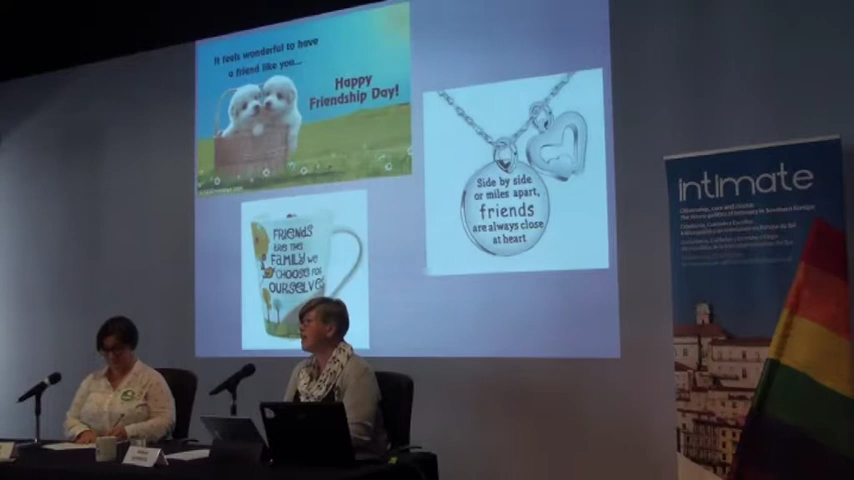 It feels wonderful to have
a friend like you...
Happy
Friendship Day!
Side by side
or miles apart,
friends
are always close
at heart
FRIENDS
ARE THE
FAMILY WE
CHOOSE FOR
OURSELVES
intimate